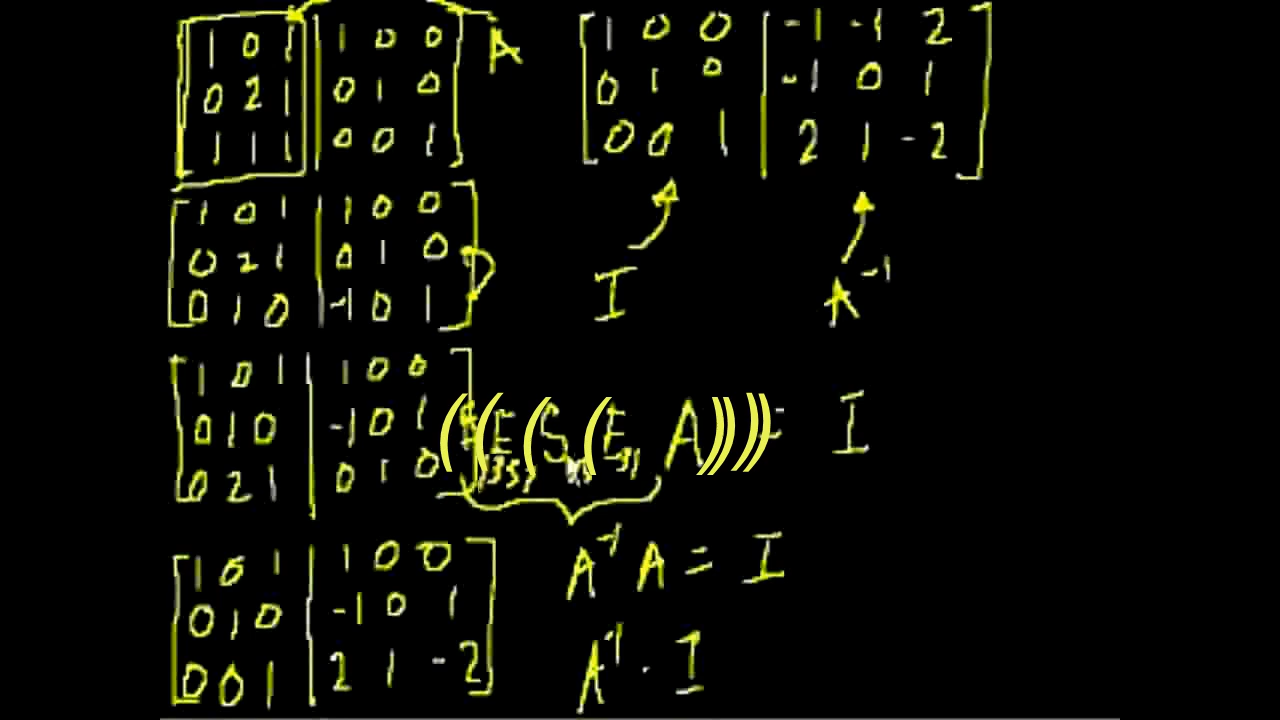 1 0 1 | 1 0 0
0 2 1 | 0 1 0
1 1 1 | 0 0 1
A
1 0 0 | -1 -1 2
0 1 0 | -1 0 1
0 0 1 | 2 1 -2
I
A⁻¹
1 0 1 | 1 0 0
0 2 1 | 0 1 0
0 1 0 | -1 0 1
1 0 1 | 1 0 0
0 1 0 | -1 0 1
0 2 1 | 0 1 0
((E(S(E₃₁ A)))) = I
A⁻¹ A = I
A⁻¹ · I
1 0 1 | 1 0 0
0 1 0 | -1 0 1
0 0 1 | 2 1 -2